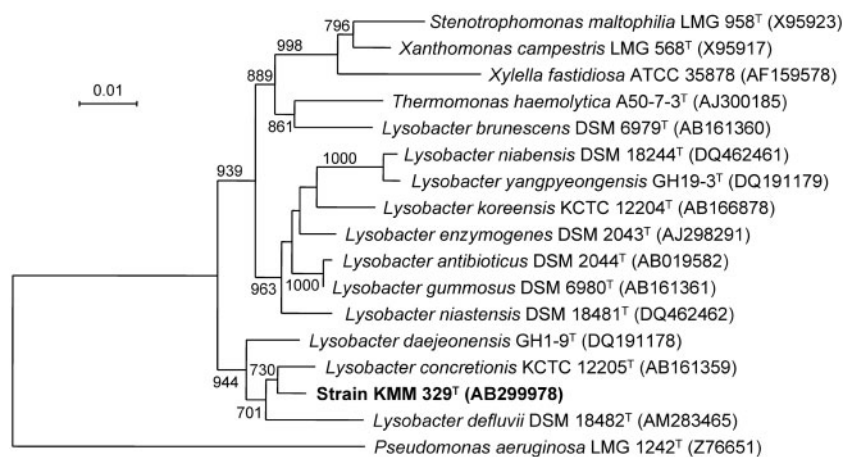 796
Stenotrophomonas maltophilia LMG 958ᵀ (X95923)
998
Xanthomonas campestris LMG 568ᵀ (X95917)
889
Xylella fastidiosa ATCC 35878 (AF159578)
0.01
Thermomonas haemolytica A50-7-3ᵀ (AJ300185)
861
Lysobacter brunescens DSM 6979ᵀ (AB161360)
1000
Lysobacter niabensis DSM 18244ᵀ (DQ462461)
939
Lysobacter yangpyeongensis GH19-3ᵀ (DQ191179)
Lysobacter koreensis KCTC 12204ᵀ (AB166878)
Lysobacter enzymogenes DSM 2043ᵀ (AJ298291)
Lysobacter antibioticus DSM 2044ᵀ (AB019582)
1000
Lysobacter gummosus DSM 6980ᵀ (AB161361)
963
Lysobacter niastensis DSM 18481ᵀ (DQ462462)
Lysobacter daejeonensis GH1-9ᵀ (DQ191178)
730
Lysobacter concretionis KCTC 12205ᵀ (AB161359)
944
Strain KMM 329ᵀ (AB299978)
701
Lysobacter defluvii DSM 18482ᵀ (AM283465)
Pseudomonas aeruginosa LMG 1242ᵀ (Z76651)